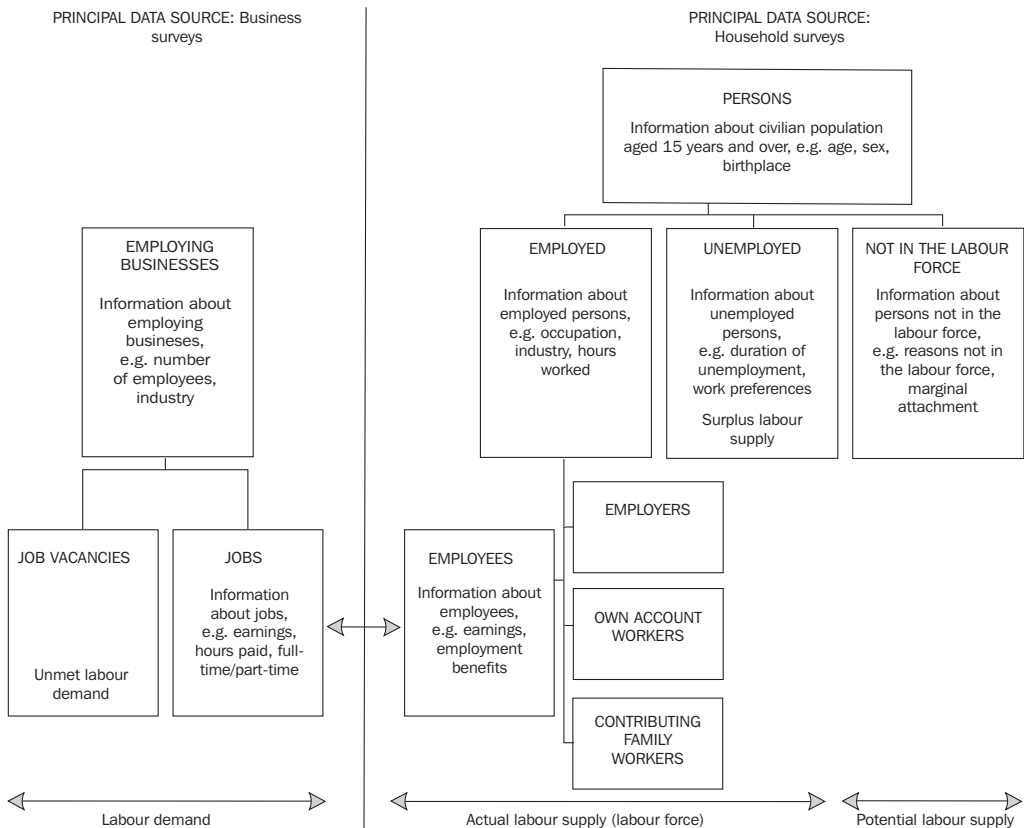 PRINCIPAL DATA SOURCE: Business
surveys
EMPLOYING
BUSINESSES
Information about
employing
busineses,
e.g. number
of employees,
industry
JOB VACANCIES
Unmet labour
demand
JOBS
Information
about jobs,
e.g. earnings,
hours paid, full-
time/part-time
Labour demand
PRINCIPAL DATA SOURCE:
Household surveys
PERSONS
Information about civilian population
aged 15 years and over, e.g. age, sex,
birthplace
EMPLOYED
Information about
employed persons,
e.g. occupation,
industry, hours
worked
UNEMPLOYED
Information about
unemployed
persons,
e.g. duration of
unemployment,
work preferences
Surplus labour
supply
NOT IN THE LABOUR
FORCE
Information about
persons not in the
labour force,
e.g. reasons not in
the labour force,
marginal
attachment
EMPLOYEES
Information about
employees,
e.g. earnings,
employment
benefits
EMPLOYERS
OWN ACCOUNT
WORKERS
CONTRIBUTING
FAMILY
WORKERS
Actual labour supply (labour force)
Potential labour supply